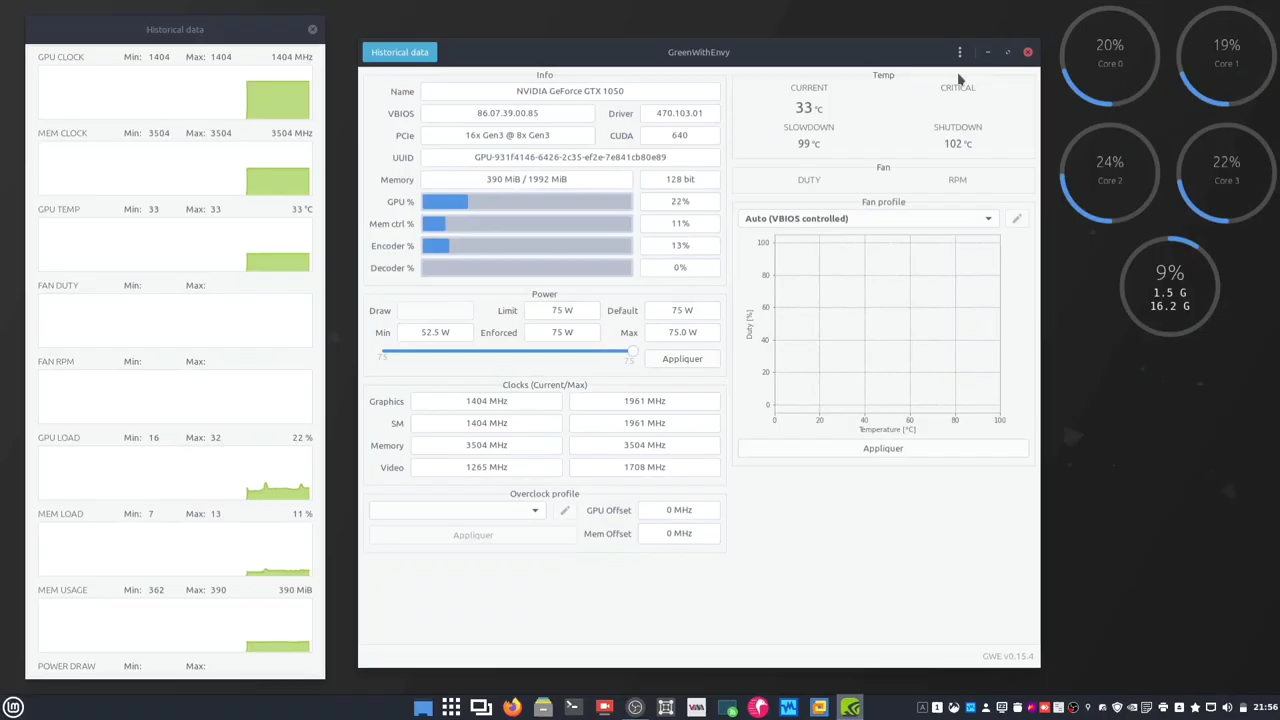 Historical data
GPU CLOCK Min: 1404 Max: 1404 1404 MHz
MEM CLOCK Min: 3504 Max: 3504 3504 MHz
GPU TEMP Min: 33 Max: 33 33 °C
FAN DUTY Min: Max:
FAN RPM Min: Max:
GPU LOAD Min: 16 Max: 32 22 %
MEM LOAD Min: 7 Max: 13 11 %
MEM USAGE Min: 362 Max: 390 390 MiB
POWER DRAW Min: Max:
Historical data GreenWithEnvy
Info
Name NVIDIA GeForce GTX 1050
VBIOS 86.07.39.00.85 Driver 470.103.01
PCIe 16x Gen3 @ 8x Gen3 CUDA 640
UUID GPU-931f4146-6426-2c35-ef2e-7e841cb80e89
Memory 390 MiB / 1992 MiB 128 bit
GPU % 22%
Mem ctrl % 11%
Encoder % 13%
Decoder % 0%
Power
Draw Limit 75 W Default 75 W
Min 52.5 W Enforced 75 W Max 75.0 W
75 75 Appliquer
Clocks (Current/Max)
Graphics 1404 MHz 1961 MHz
SM 1404 MHz 1961 MHz
Memory 3504 MHz 3504 MHz
Video 1265 MHz 1708 MHz
Overclock profile
GPU Offset 0 MHz
Appliquer Mem Offset 0 MHz
Temp
CURRENT CRITICAL
33 °C
SLOWDOWN SHUTDOWN
99 °C 102 °C
Fan
DUTY RPM
Fan profile
Auto (VBIOS controlled)
100
80
60
40
20
0
Duty [%]
0 20 40 60 80 100
Temperature [°C]
Appliquer
GWE v0.15.4
20%
Core 0
19%
Core 1
24%
Core 2
22%
Core 3
9%
1.5 G
16.2 G
21:56